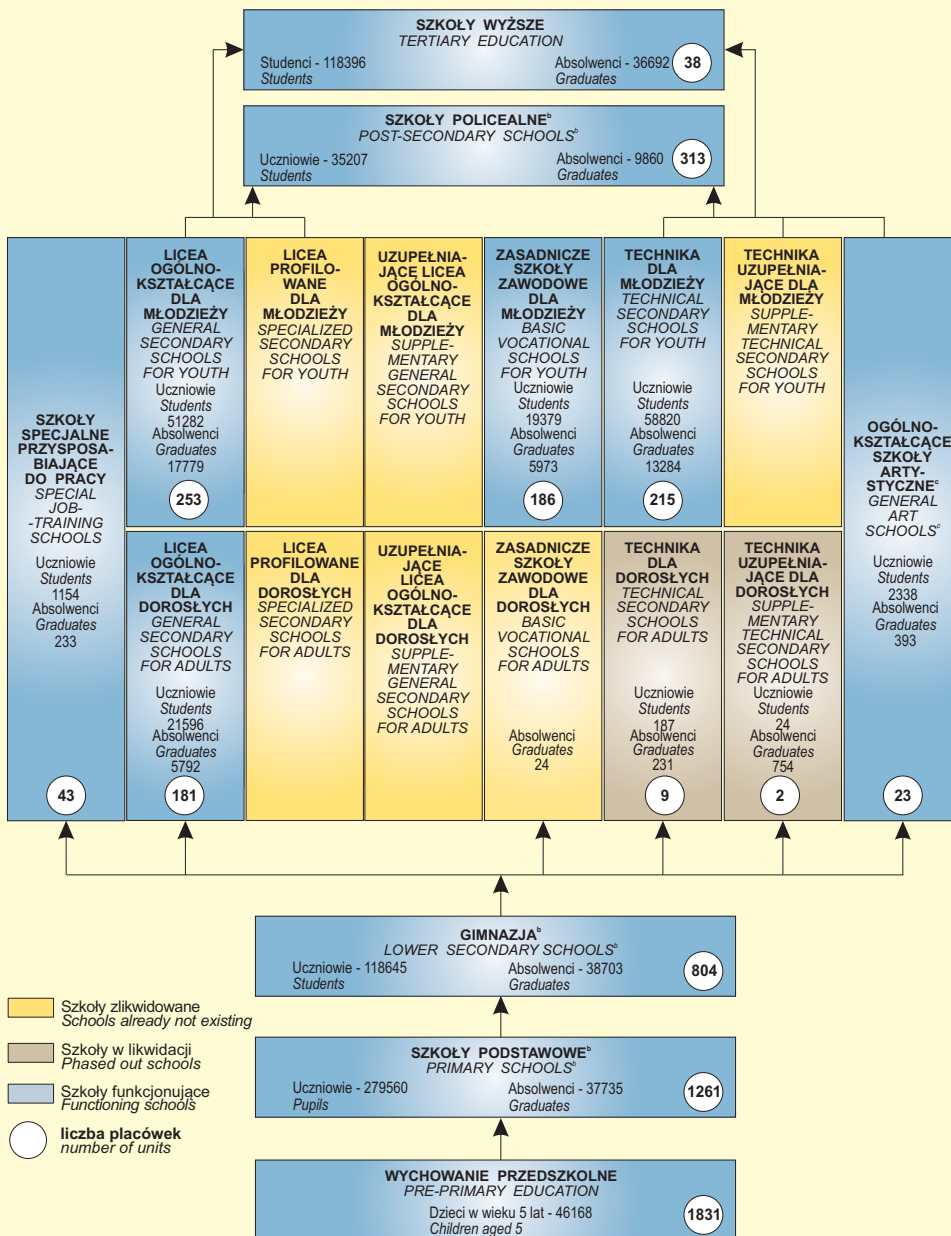 SZKOŁY WYŻSZE
TERTIARY EDUCATION
Studenci - 118396
Students
Absolwenci - 36692
Graduates
38
SZKOŁY POLICEALNEᵇ
POST-SECONDARY SCHOOLSᵇ
Uczniowie - 35207
Students
Absolwenci - 9860
Graduates
313
SZKOŁY
SPECJALNE
PRZYSPOSA-
BIAJĄCE
DO PRACY
SPECIAL
JOB-
-TRAINING
SCHOOLS
Uczniowie
Students
1154
Absolwenci
Graduates
233
43
LICEA
OGÓLNO-
KSZTAŁCĄCE
DLA
MŁODZIEŻY
GENERAL
SECONDARY
SCHOOLS
FOR YOUTH
Uczniowie
Students
51282
Absolwenci
Graduates
17779
253
LICEA
PROFILO-
WANE
DLA
MŁODZIEŻY
SPECIALIZED
SECONDARY
SCHOOLS
FOR YOUTH
UZUPEŁNIA-
JĄCE LICEA
OGÓLNO-
KSZTAŁCĄCE
DLA
MŁODZIEŻY
SUPPLE-
MENTARY
GENERAL
SECONDARY
SCHOOLS
FOR YOUTH
ZASADNICZE
SZKOŁY
ZAWODOWE
DLA
MŁODZIEŻY
BASIC
VOCATIONAL
SCHOOLS
FOR YOUTH
Uczniowie
Students
19379
Absolwenci
Graduates
5973
186
TECHNIKA
DLA
MŁODZIEŻY
TECHNICAL
SECONDARY
SCHOOLS
FOR YOUTH
Uczniowie
Students
58820
Absolwenci
Graduates
13284
215
TECHNIKA
UZUPEŁNIA-
JĄCE DLA
MŁODZIEŻY
SUPPLE-
MENTARY
TECHNICAL
SECONDARY
SCHOOLS
FOR YOUTH
OGÓLNO-
KSZTAŁCĄCE
SZKOŁY
ARTY-
STYCZNEᶜ
GENERAL
ART
SCHOOLSᶜ
Uczniowie
Students
2338
Absolwenci
Graduates
393
23
LICEA
OGÓLNO-
KSZTAŁCĄCE
DLA
DOROSŁYCH
GENERAL
SECONDARY
SCHOOLS
FOR ADULTS
Uczniowie
Students
21596
Absolwenci
Graduates
5792
181
LICEA
PROFILOWANE
DLA
DOROSŁYCH
SPECIALIZED
SECONDARY
SCHOOLS
FOR ADULTS
UZUPEŁNIA-
JĄCE
LICEA
OGÓLNO-
KSZTAŁCĄCE
DLA
DOROSŁYCH
SUPPLE-
MENTARY
GENERAL
SECONDARY
SCHOOLS
FOR ADULTS
ZASADNICZE
SZKOŁY
ZAWODOWE
DLA
DOROSŁYCH
BASIC
VOCATIONAL
SCHOOLS
FOR ADULTS
Absolwenci
Graduates
24
TECHNIKA
DLA
DOROSŁYCH
TECHNICAL
SECONDARY
SCHOOLS
FOR ADULTS
Uczniowie
Students
187
Absolwenci
Graduates
231
9
TECHNIKA
UZUPEŁNIA-
JĄCE DLA
DOROSŁYCH
SUPPLE-
MENTARY
TECHNICAL
SECONDARY
SCHOOLS
FOR ADULTS
Uczniowie
Students
24
Absolwenci
Graduates
754
2
GIMNAZJAᵇ
LOWER SECONDARY SCHOOLSᵇ
Uczniowie - 118645
Students
Absolwenci - 38703
Graduates
804
SZKOŁY PODSTAWOWEᵇ
PRIMARY SCHOOLSᵇ
Uczniowie - 279560
Pupils
Absolwenci - 37735
Graduates
1261
WYCHOWANIE PRZEDSZKOLNE
PRE-PRIMARY EDUCATION
Dzieci w wieku 5 lat - 46168
Children aged 5
1831
Szkoły zlikwidowane
Schools already not existing
Szkoły w likwidacji
Phased out schools
Szkoły funkcjonujące
Functioning schools
liczba placówek
number of units